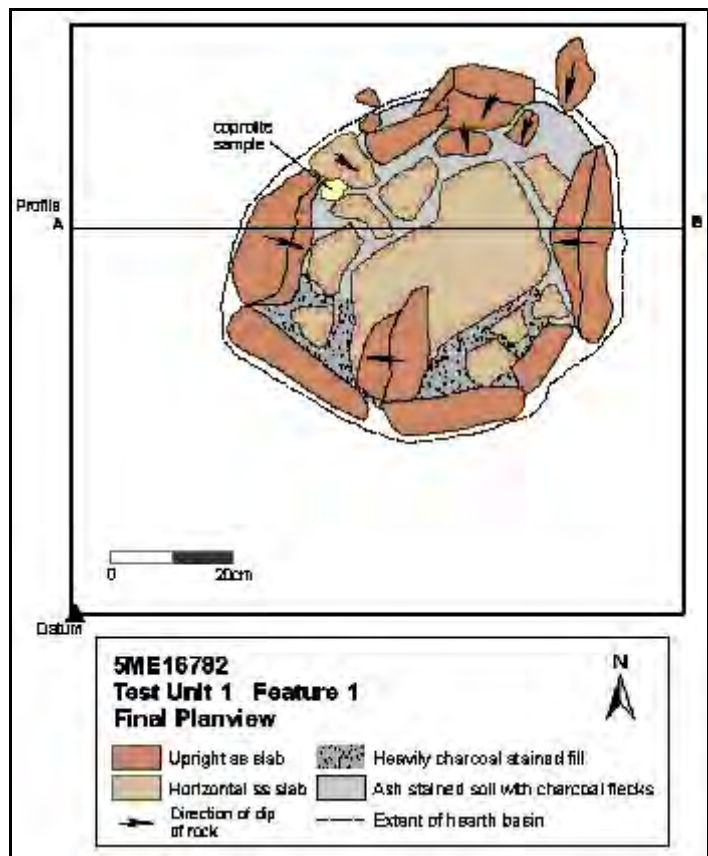 coprolite
sample
Profile
A
B
0 20cm
Datum
5ME16782
Test Unit 1 Feature 1
Final Planview
N
Upright ss slab
Heavily charcoal stained fill
Horizontal ss slab
Ash stained soil with charcoal flecks
Direction of dip
of rock
Extent of hearth basin